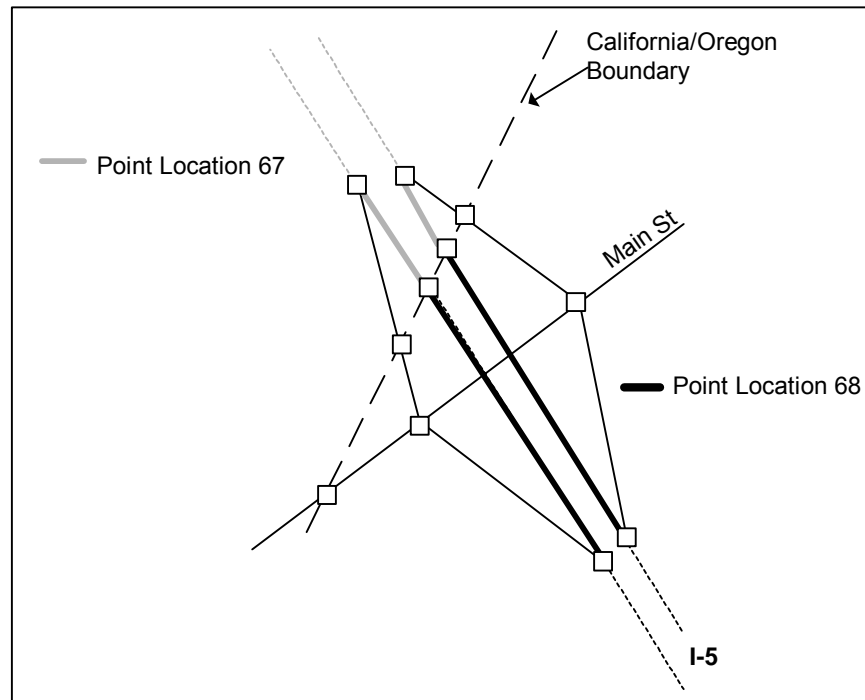 California/Oregon
Boundary
Point Location 67
Main St
Point Location 68
I-5